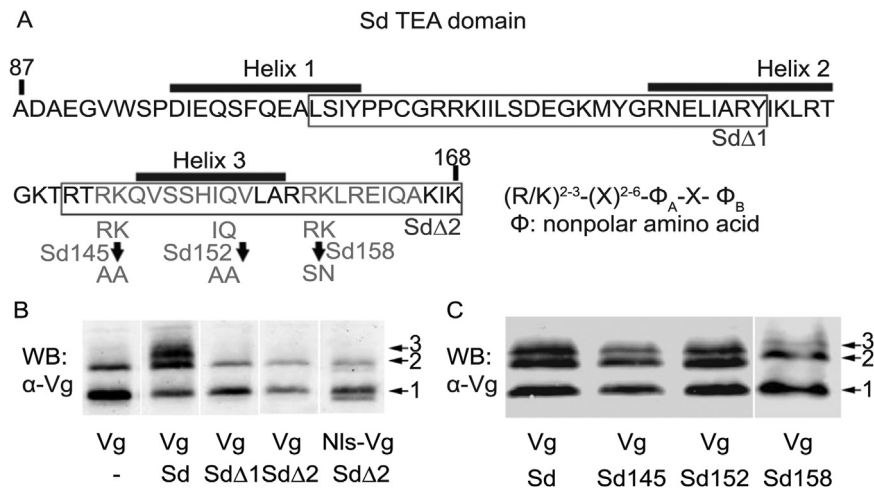 A
Sd TEA domain
87
Helix 1
Helix 2
ADAEGVWSPDIEQSFQEALSIYPPCGRRKIILSDEGKMYGRNELIARYIKLRT
SdΔ1
Helix 3
168
GKTRTRKQVSSHIQVLARRKLREIQAKIK
SdΔ2
(R/K)2-3-(X)2-6-ΦA-X- ΦB
Φ: nonpolar amino acid
RK IQ RK
Sd145 Sd152 Sd158
AA AA SN
B
WB:
α-Vg
3
2
1
Vg Vg Vg Vg Nls-Vg
- Sd SdΔ1 SdΔ2 SdΔ2
C
WB:
α-Vg
3
2
1
Vg Vg Vg Vg
Sd Sd145 Sd152 Sd158